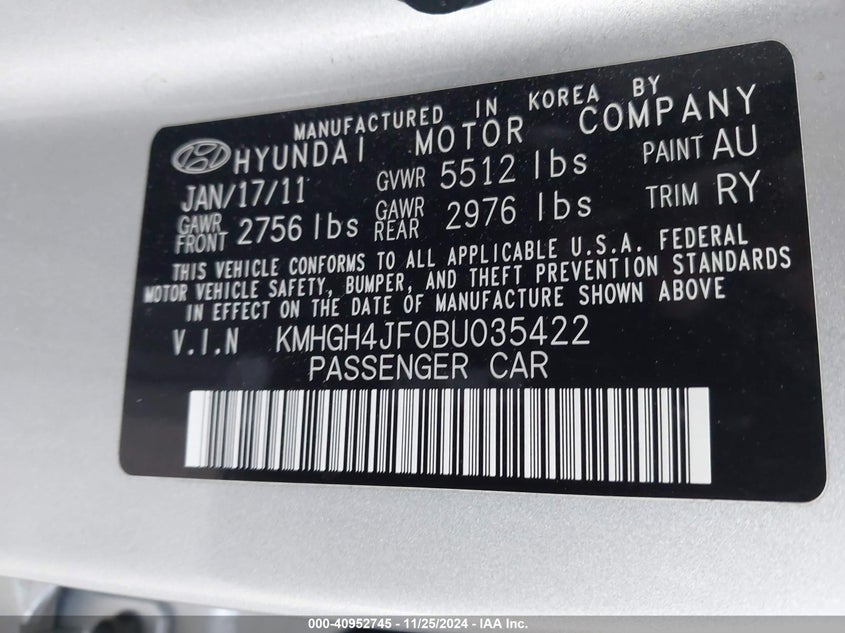 MANUFACTURED IN KOREA BY
HYUNDAI MOTOR COMPANY
JAN/17/11 GVWR 5512 lbs PAINT AU
GAWR FRONT 2756 lbs GAWR REAR 2976 lbs TRIM RY
THIS VEHICLE CONFORMS TO ALL APPLICABLE U.S.A. FEDERAL
MOTOR VEHICLE SAFETY, BUMPER, AND THEFT PREVENTION STANDARDS
IN EFFECT ON THE DATE OF MANUFACTURE SHOWN ABOVE
V.I.N KMHGH4JF0BU035422
PASSENGER CAR
000-40952745 - 11/25/2024 - IAA Inc.